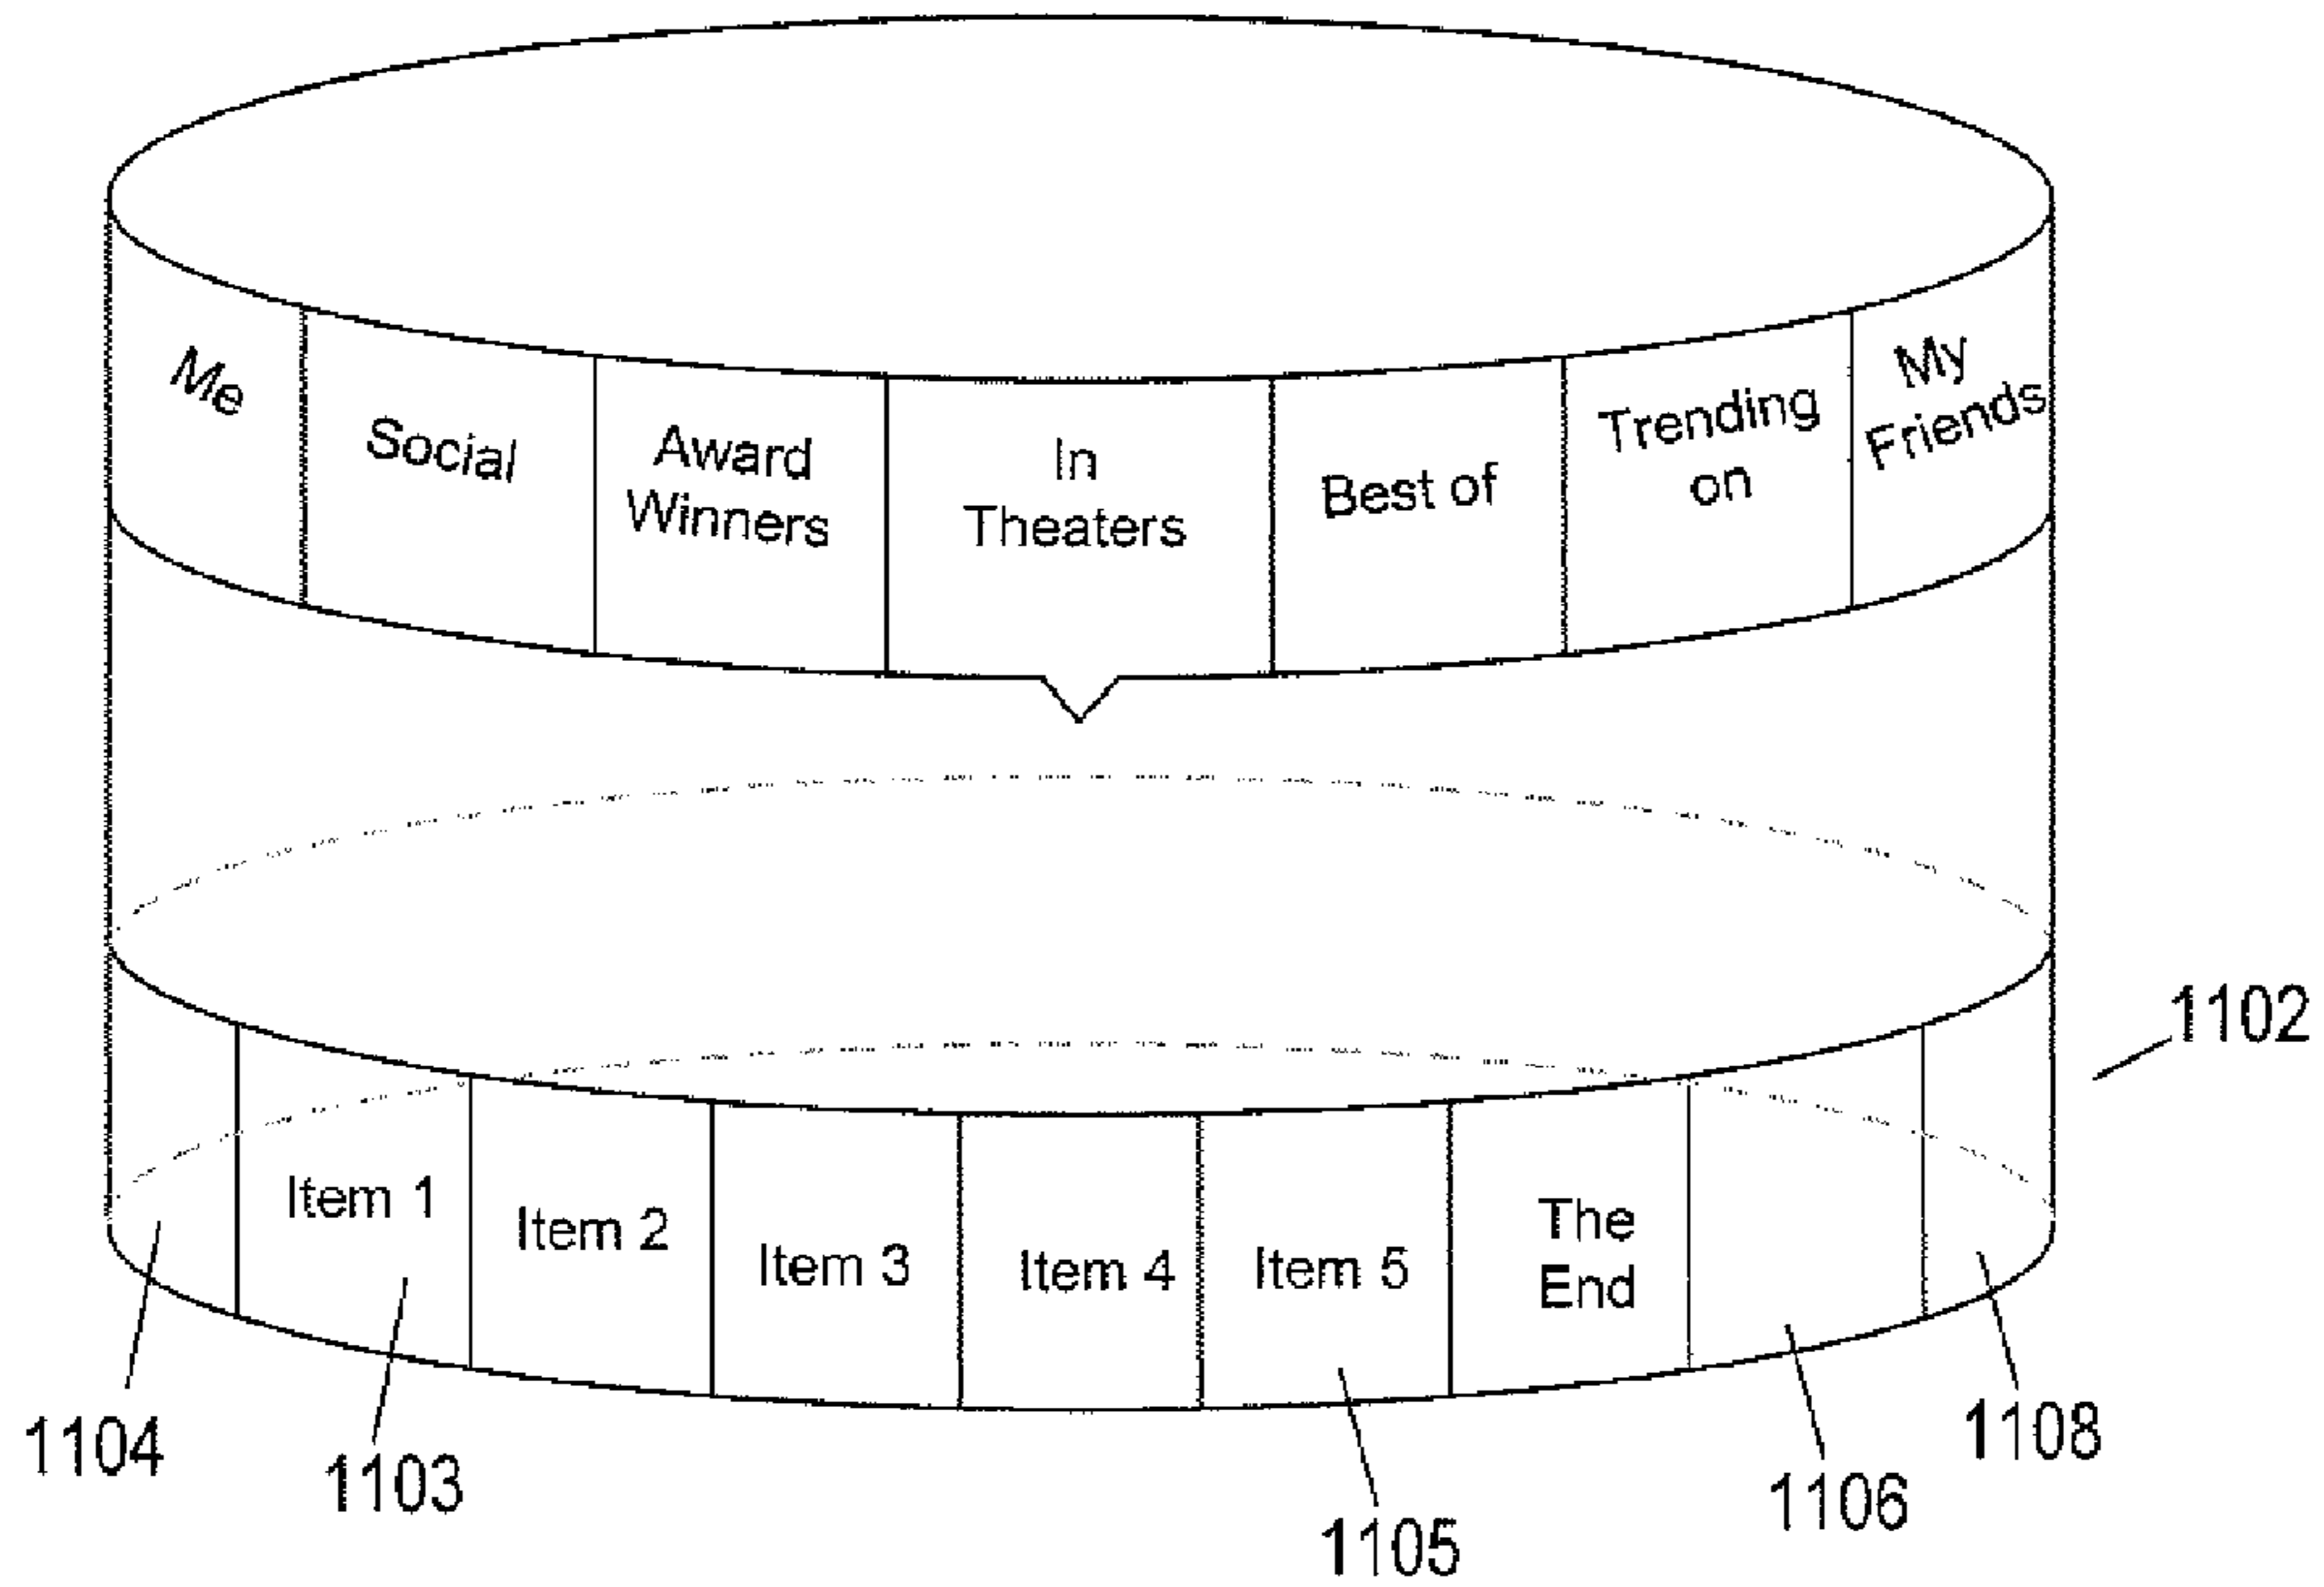 Me
Social
Award
Winners
In
Theaters
Best of
Trending
on
My
Friends
1102
Item 1
Item 2
Item 3
Item 4
Item 5
The
End
1104
1103
1105
1106
1108